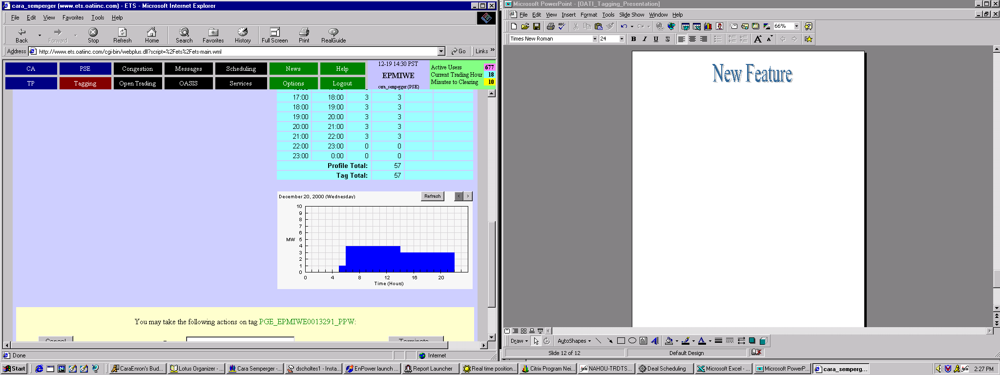 cara_semperger (www.ets.oatiinc.com) - ETS - Microsoft Internet Explorer
File Edit View Favorites Tools Help
Back Forward Stop Refresh Home Search Favorites History Full Screen Print RealGuide
Address http://www.ets.oatiinc.com/cgi-bin/webplus.dll?script=%2Fets%2Fets-main.wml Go Links »
CA PSE Congestion Messages Scheduling News Help
TP Tagging Open Trading OASIS Services Options Logout
12-19 14:30 PST
EPMIWE
cara_semperger (PSE)
Active Users 677
Current Trading Hour 18
Minutes to Clearing 10
17:00 18:00 3 3
18:00 19:00 3 3
19:00 20:00 3 3
20:00 21:00 3 3
21:00 22:00 3 3
22:00 23:00 0 0
23:00 0:00 0 0
Profile Total: 57
Tag Total: 57
December 20, 2000 (Wednesday) Refresh < >
10
9
8
7
6
MW 5
4
3
2
1
0
0 4 8 12 16 20
Time (Hours)
You may take the following actions on tag PGE_EPMIWE0013291_PPW:
Cancel Terminate
Done Internet
Microsoft PowerPoint - [OATI_Tagging_Presentation]
File Edit View Insert Format Tools Slide Show Window Help
66%
Times New Roman 24 B I U S A A
New Feature
Draw AutoShapes
Slide 12 of 12 Default Design
Start CaraEnron's Bud... Lotus Organizer - ... Cara Semperger -... dscholtes1 - Insta... EnPower launch ... Report Launcher Real time position... Citrix Program Nei... NAHOU-TRDTS... Deal Scheduling Microsoft Excel - ... Microsoft PowerP... cara_semperg... 2:27 PM